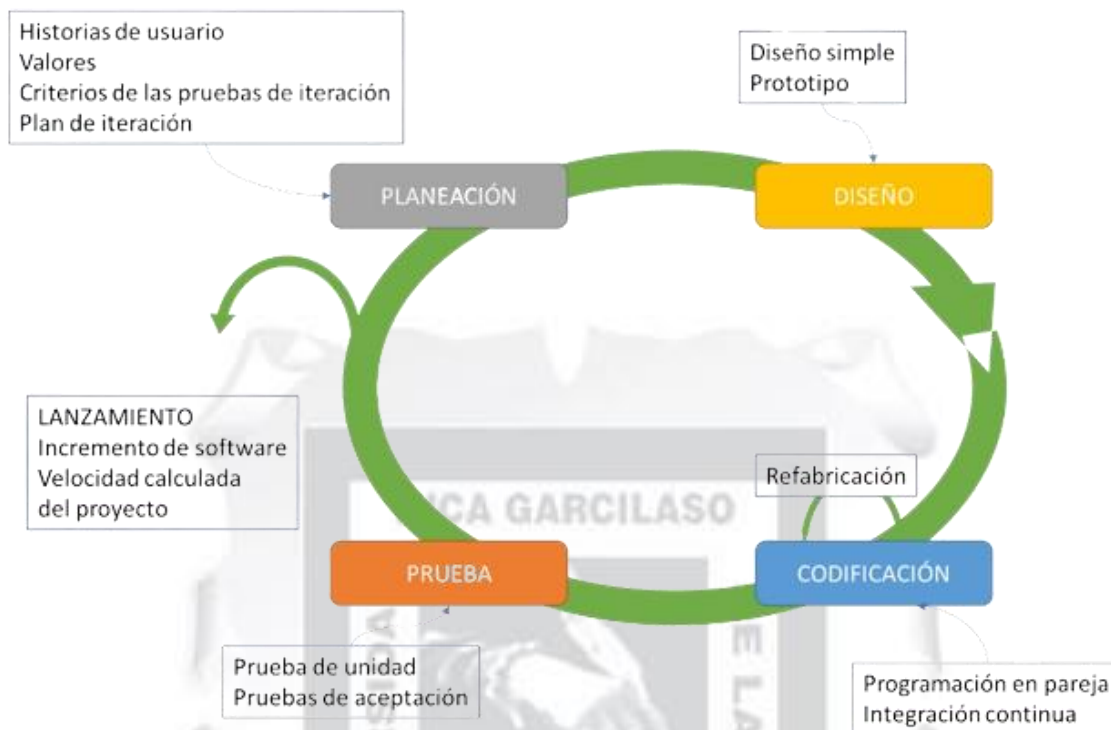 Historias de usuario
Valores
Criterios de las pruebas de iteración
Plan de iteración
Diseño simple
Prototipo
PLANEACIÓN
DISEÑO
LANZAMIENTO
Incremento de software
Velocidad calculada
del proyecto
Refabricación
CA GARCILASO
PRUEBA
CODIFICACIÓN
Prueba de unidad
Pruebas de aceptación
E LA
Programación en pareja
Integración continua